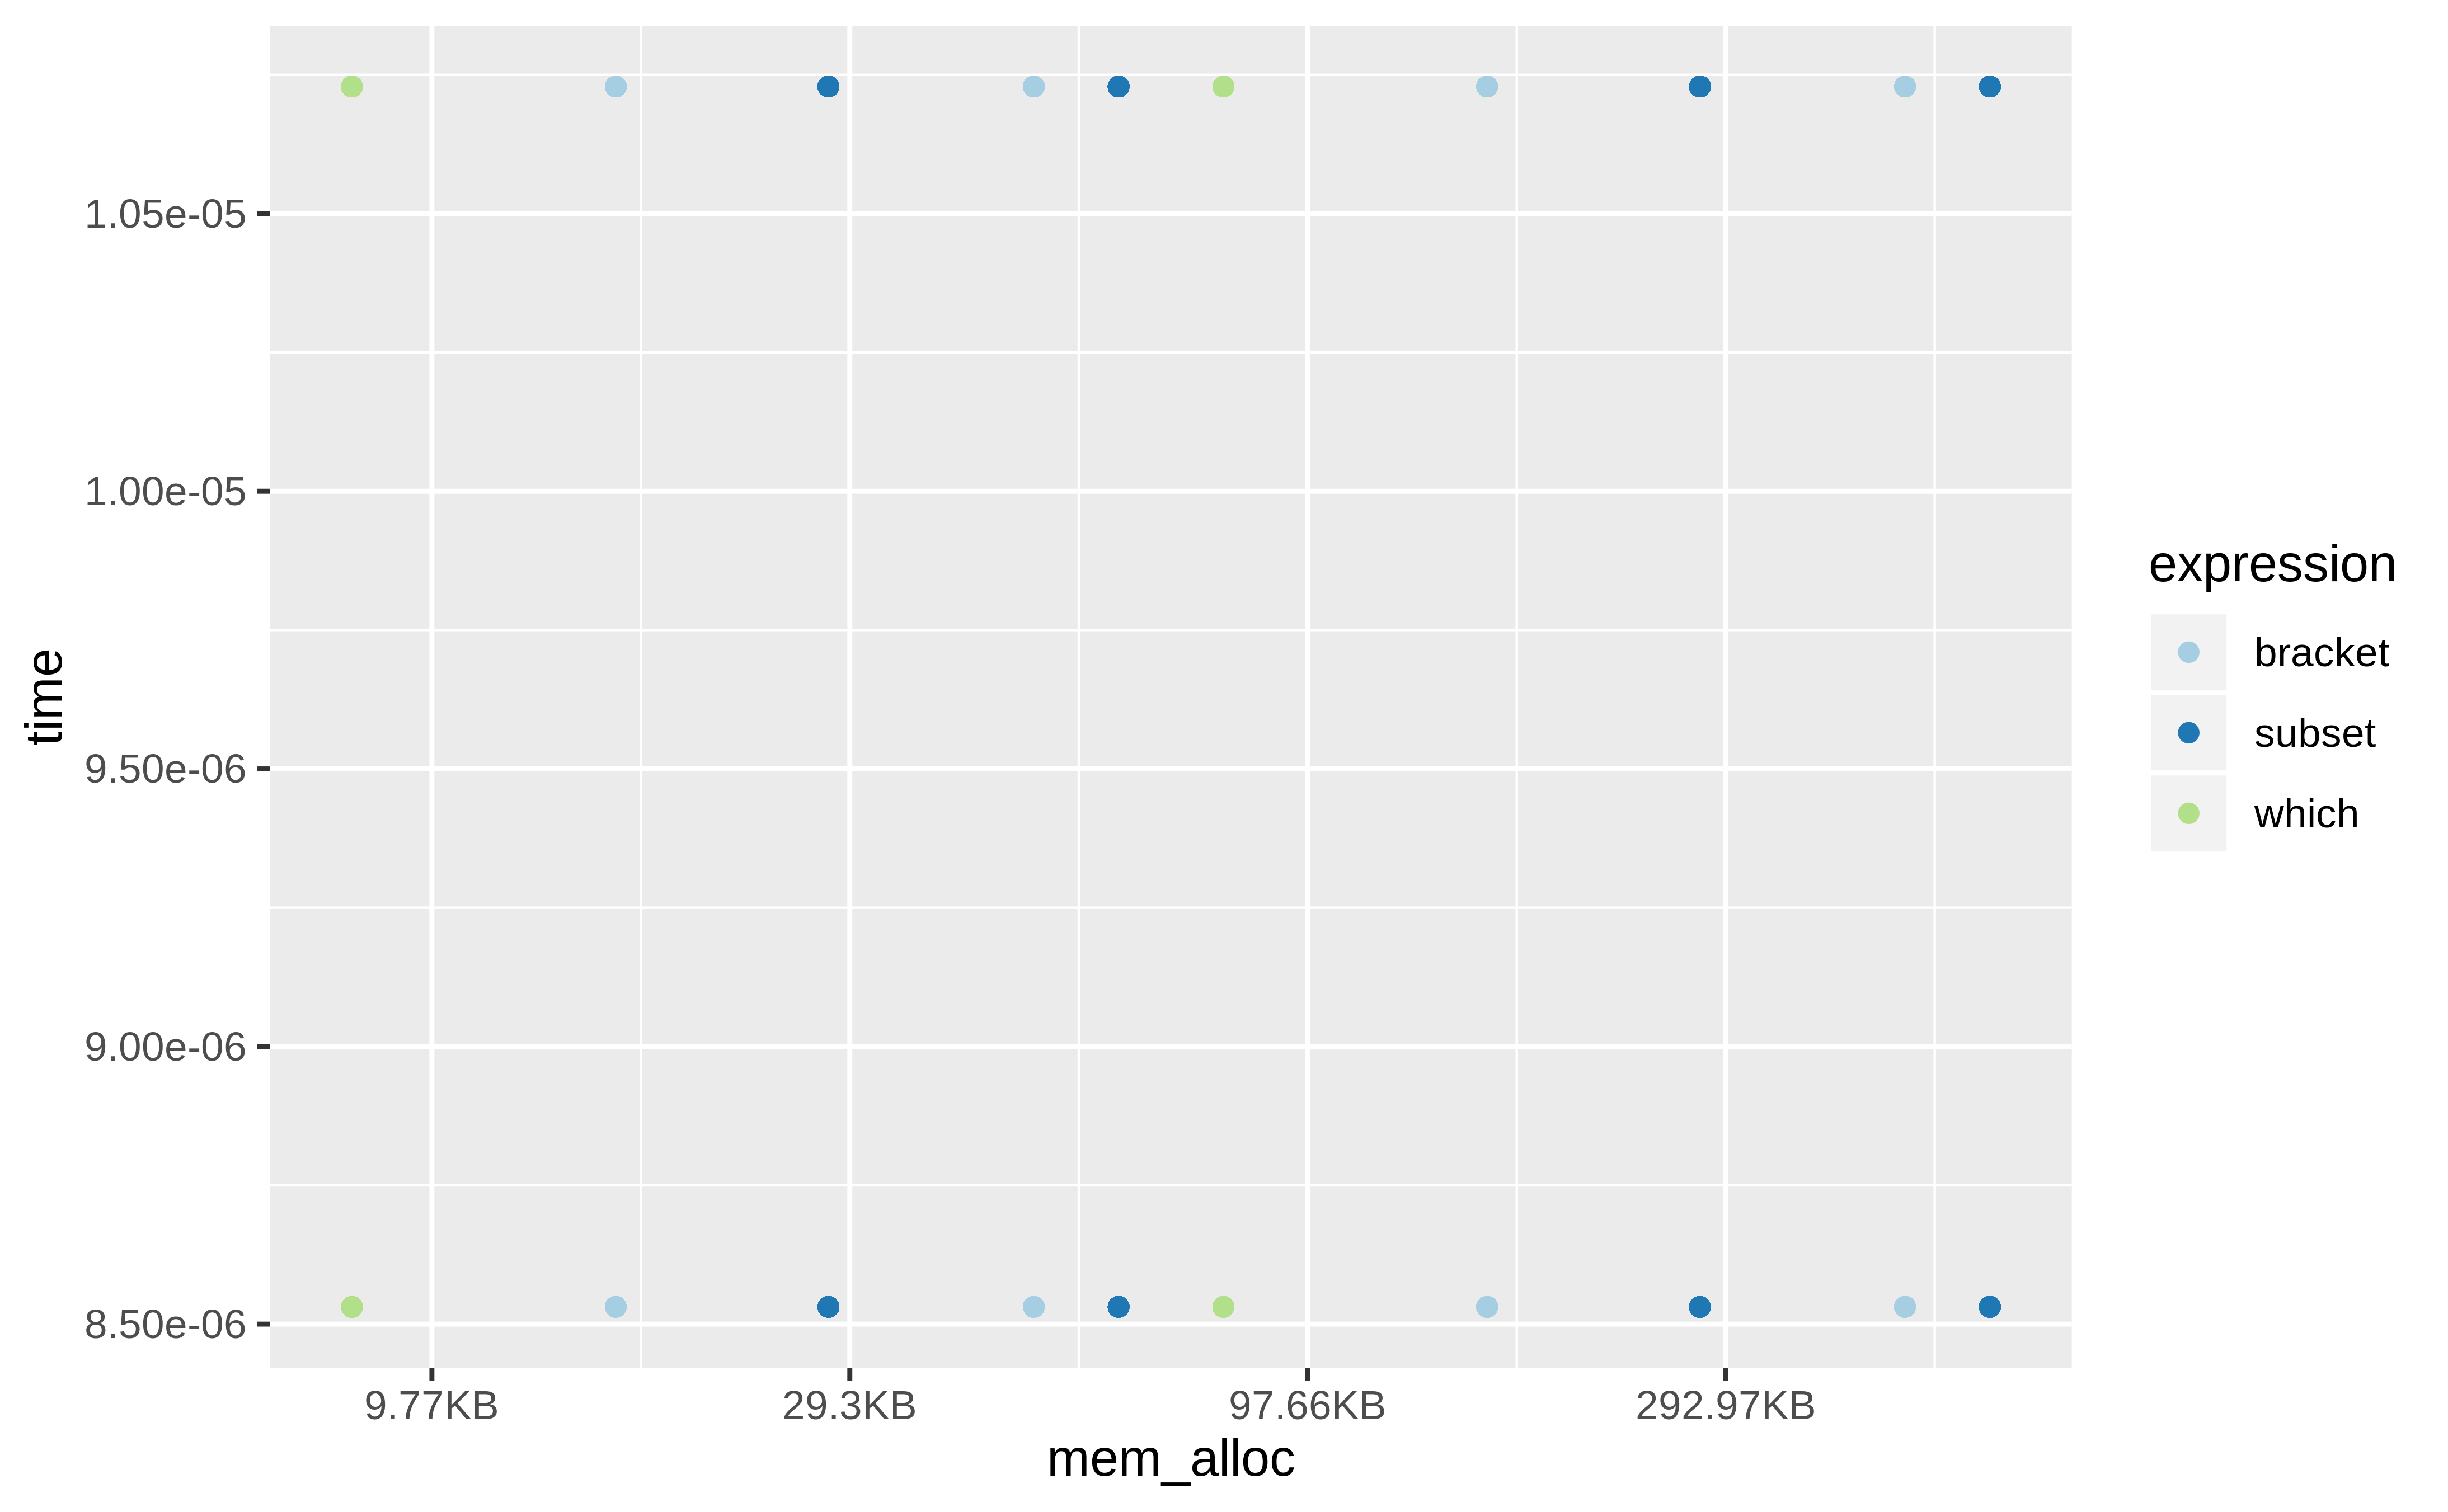 time
1.05e-05
1.00e-05
9.50e-06
9.00e-06
8.50e-06
9.77KB
29.3KB
97.66KB
292.97KB
mem_alloc
expression
bracket
subset
which